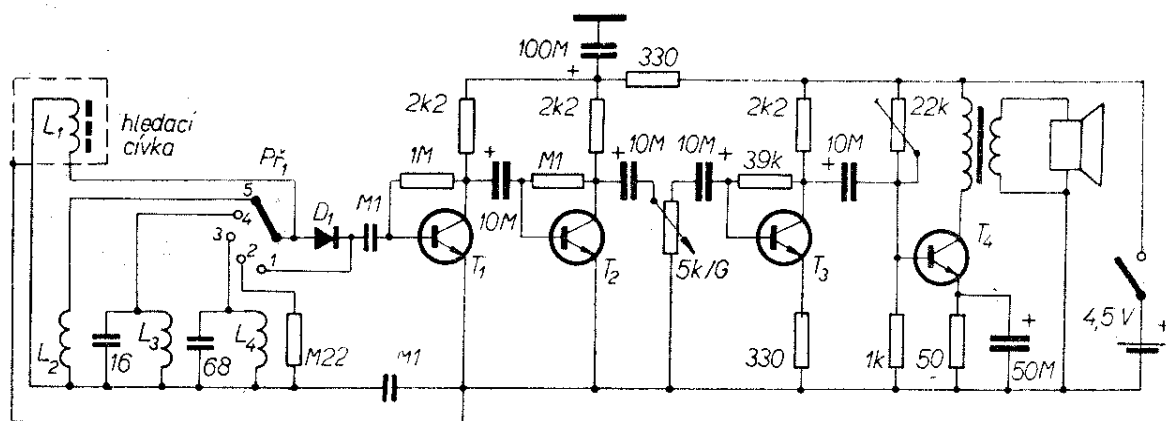 100M
+
330
2k2
2k2
2k2
22k
L1
hledací
cívka
Př1
1M
+
M1
+
10M
10M
+
39k
+
10M
5
4
3
2
1
D1
M1
10M
T1
T2
5k/G
T3
T4
4,5 V
+
L2
16
L3
68
L4
M22
M1
330
1k
50
+
50M